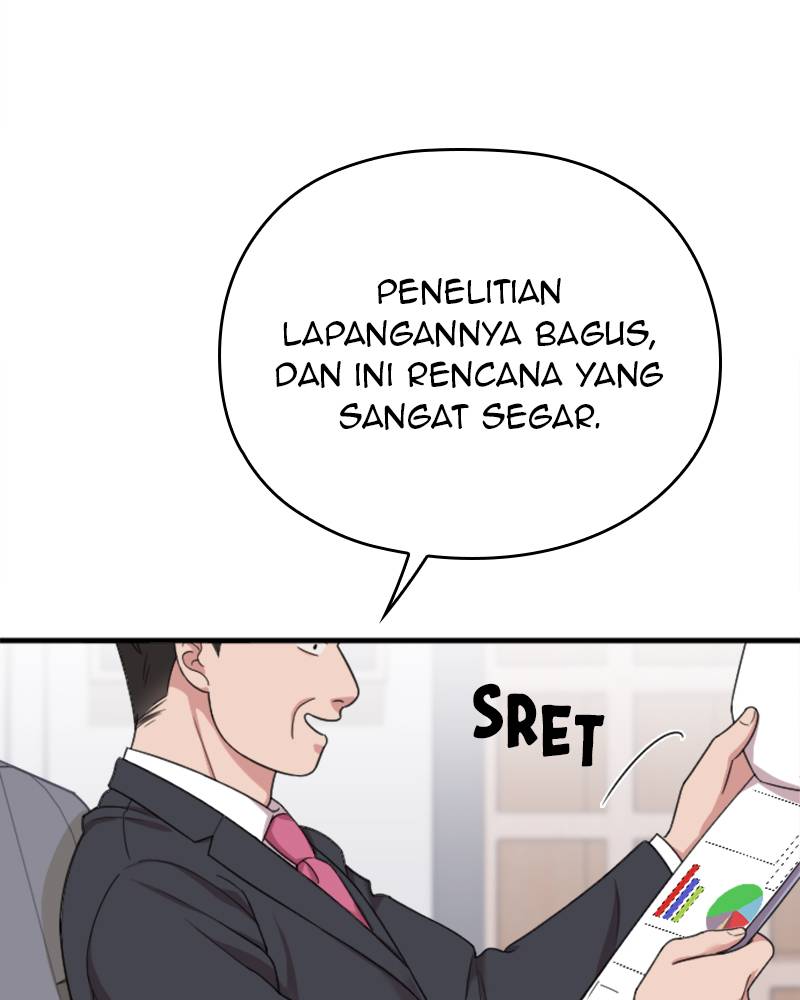 PENELITIAN
LAPANGANNYA BAGUS,
DAN INI RENCANA YANG
SANGAT SEGAR.
SRET